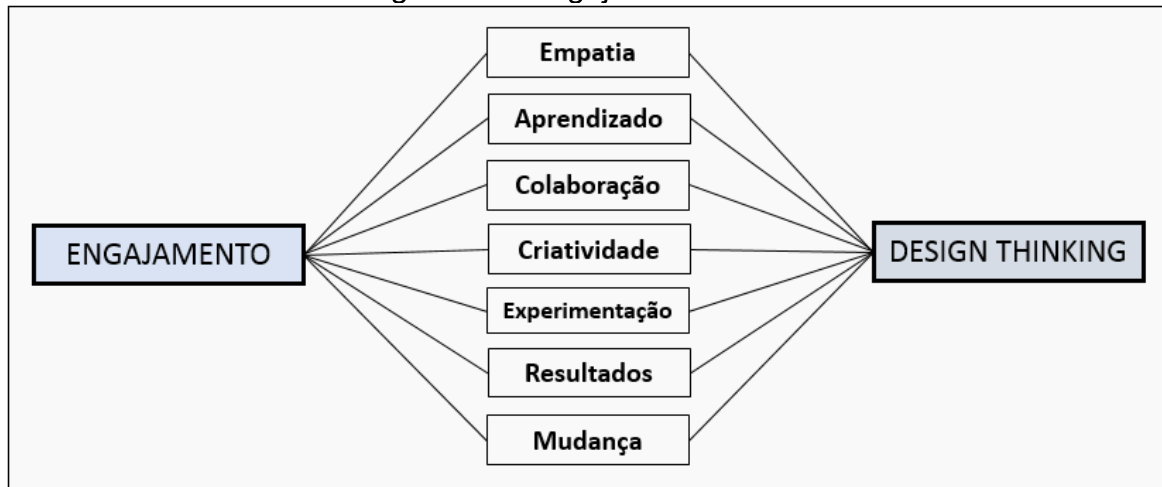 Empatia
Aprendizado
Colaboração
Criatividade
ENGAJAMENTO
DESIGN THINKING
Experimentação
Resultados
Mudança